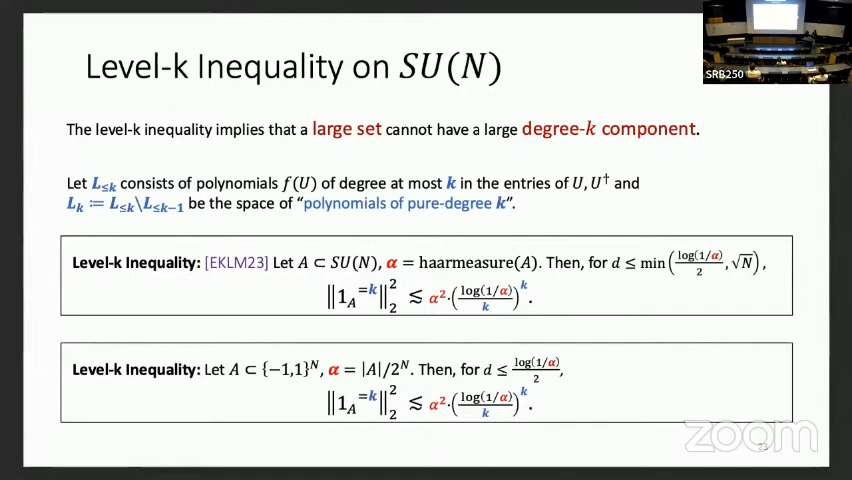 Level-k Inequality on SU(N)
SRB250
The level-k inequality implies that a large set cannot have a large degree-k component.
Let L≤k consists of polynomials f(U) of degree at most k in the entries of U, U† and
Lk ≔ L≤k\L≤k−1 be the space of “polynomials of pure-degree k”.
Level-k Inequality: [EKLM23] Let A ⊂ SU(N), α = haarmeasure(A). Then, for d ≤ min(log(1/α)/2, √N),
‖1_A^{=k}‖₂² ≲ α²·(log(1/α)/k)^k.
Level-k Inequality: Let A ⊂ {−1,1}^N, α = |A|/2^N. Then, for d ≤ log(1/α)/2,
‖1_A^{=k}‖₂² ≲ α²·(log(1/α)/k)^k.
zoom